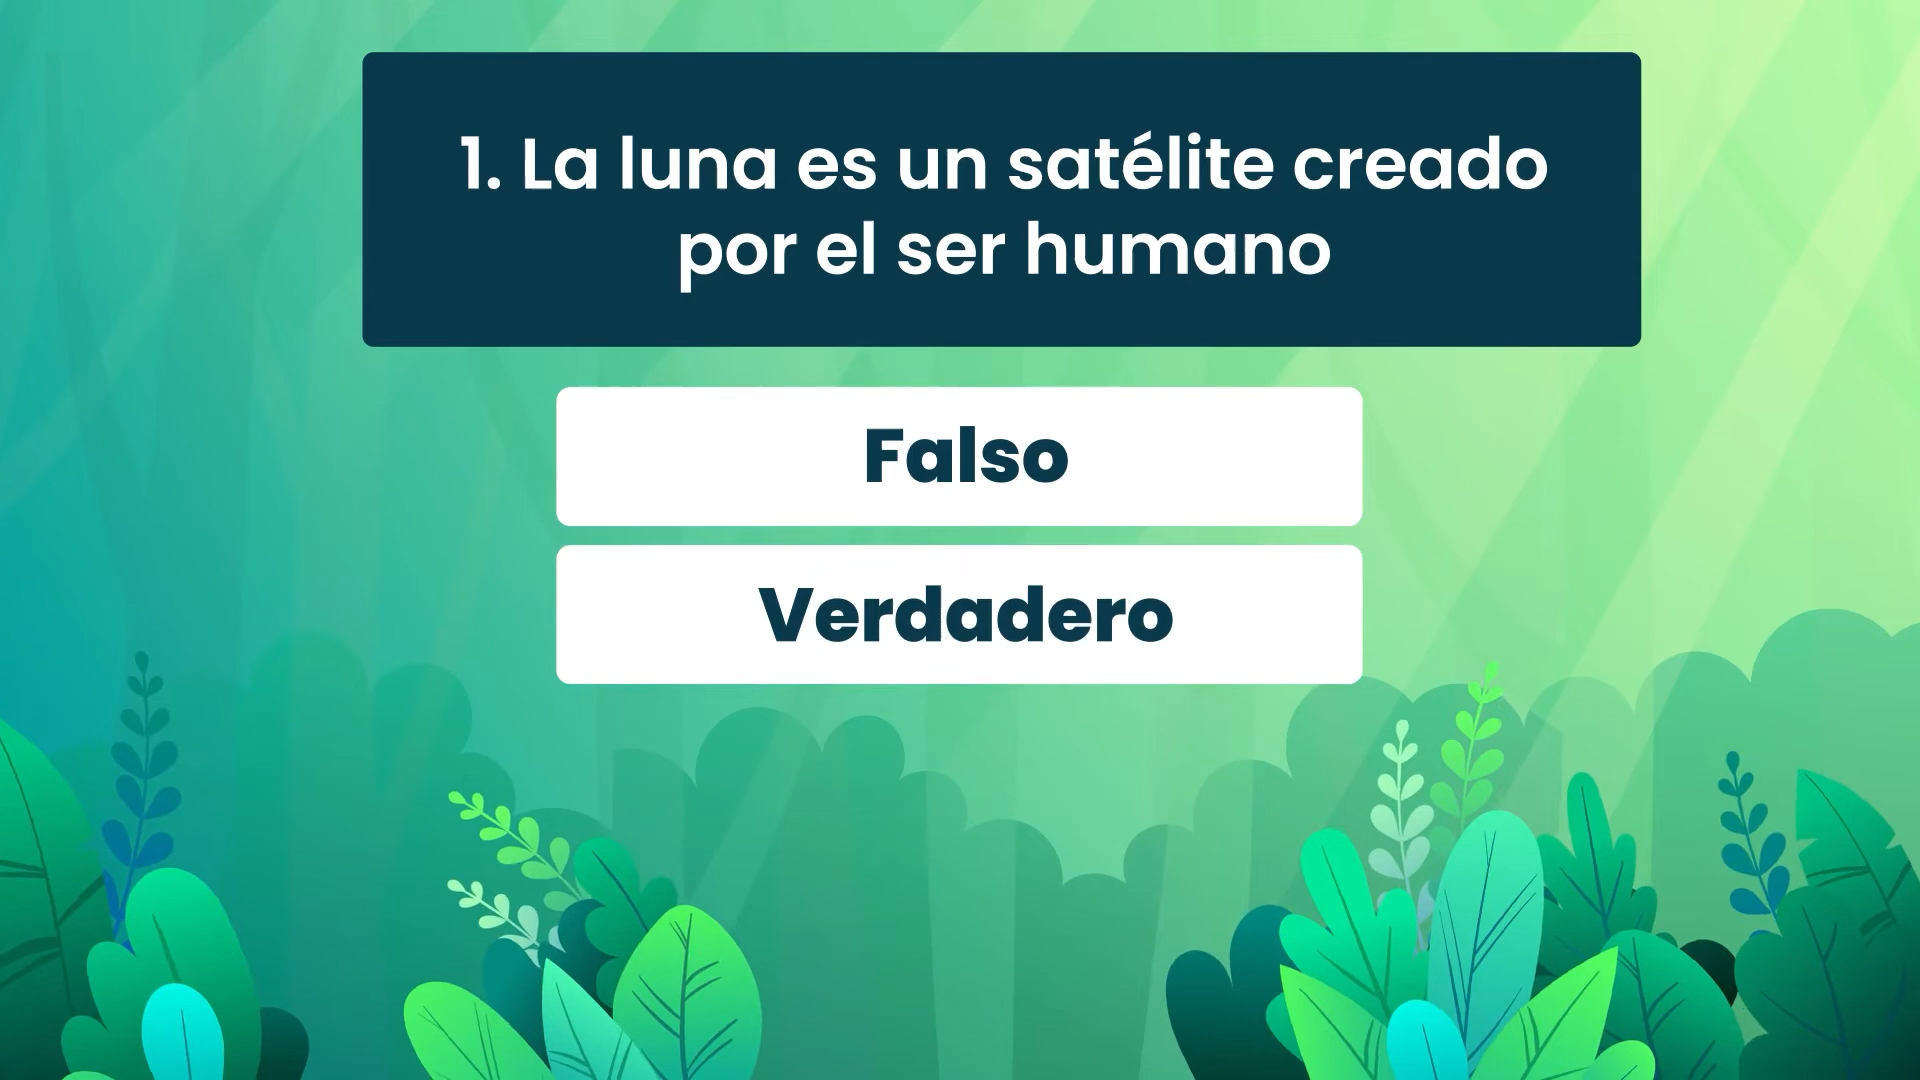 1. La luna es un satélite creado
por el ser humano
Falso
Verdadero